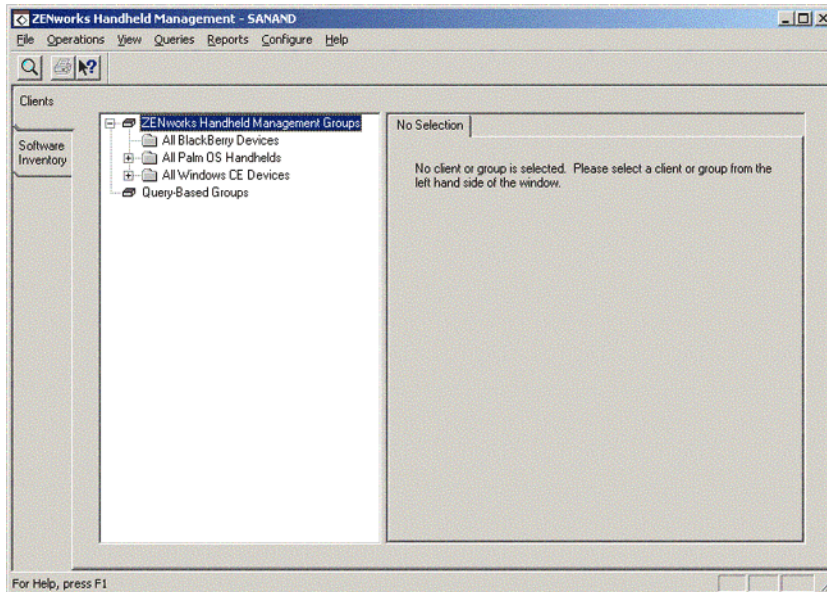 ZENworks Handheld Management - SANAND
File Operations View Queries Reports Configure Help
Clients
Software
Inventory
ZENworks Handheld Management Groups
All BlackBerry Devices
All Palm OS Handhelds
All Windows CE Devices
Query-Based Groups
No Selection
No client or group is selected. Please select a client or group from the
left hand side of the window.
For Help, press F1